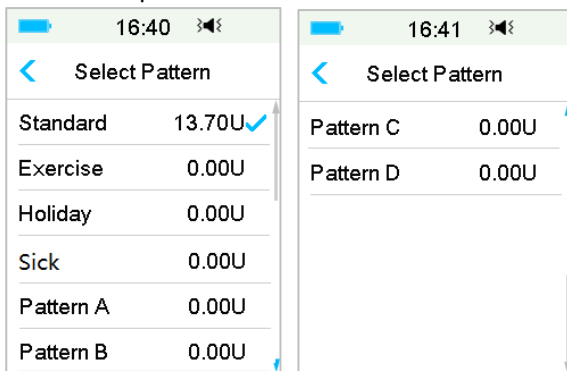 16:40
Select Pattern
Standard 13.70U
Exercise 0.00U
Holiday 0.00U
Sick 0.00U
Pattern A 0.00U
Pattern B 0.00U
16:41
Select Pattern
Pattern C 0.00U
Pattern D 0.00U